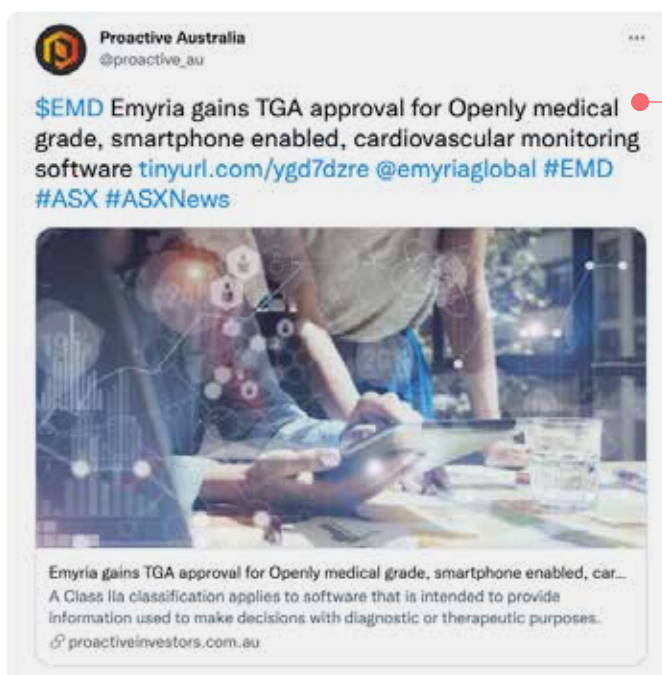 Proactive Australia
@proactive_au
$EMD Emyria gains TGA approval for Openly medical
grade, smartphone enabled, cardiovascular monitoring
software tinyurl.com/ygd7dzre @emyriaglobal #EMD
#ASX #ASXNews
Emyria gains TGA approval for Openly medical grade, smartphone enabled, car...
A Class IIa classification applies to software that is intended to provide
information used to make decisions with diagnostic or therapeutic purposes.
proactiveinvestors.com.au